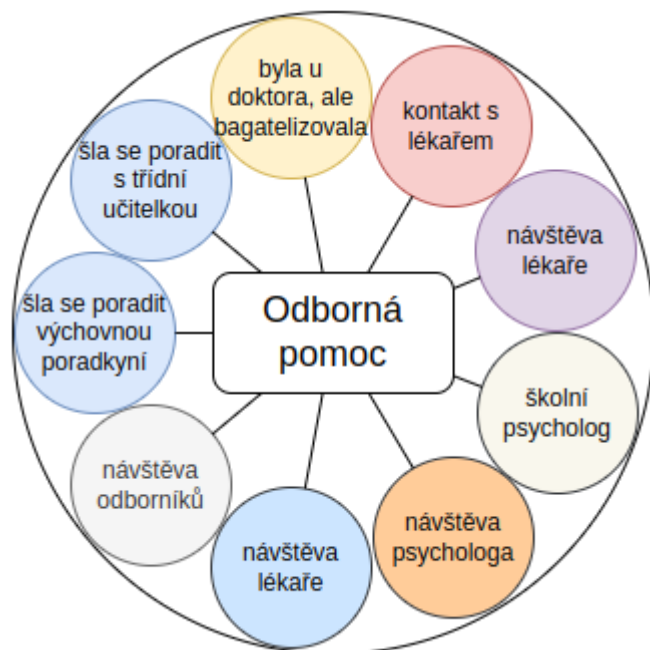 byla u
doktora, ale
bagatelizovala
kontakt s
lékařem
návštěva
lékaře
školní
psycholog
návštěva
psychologa
návštěva
lékaře
návštěva
odborníků
šla se poradit
výchovnou
poradkyní
šla se poradit
s třídní
učitelkou
Odborná
pomoc